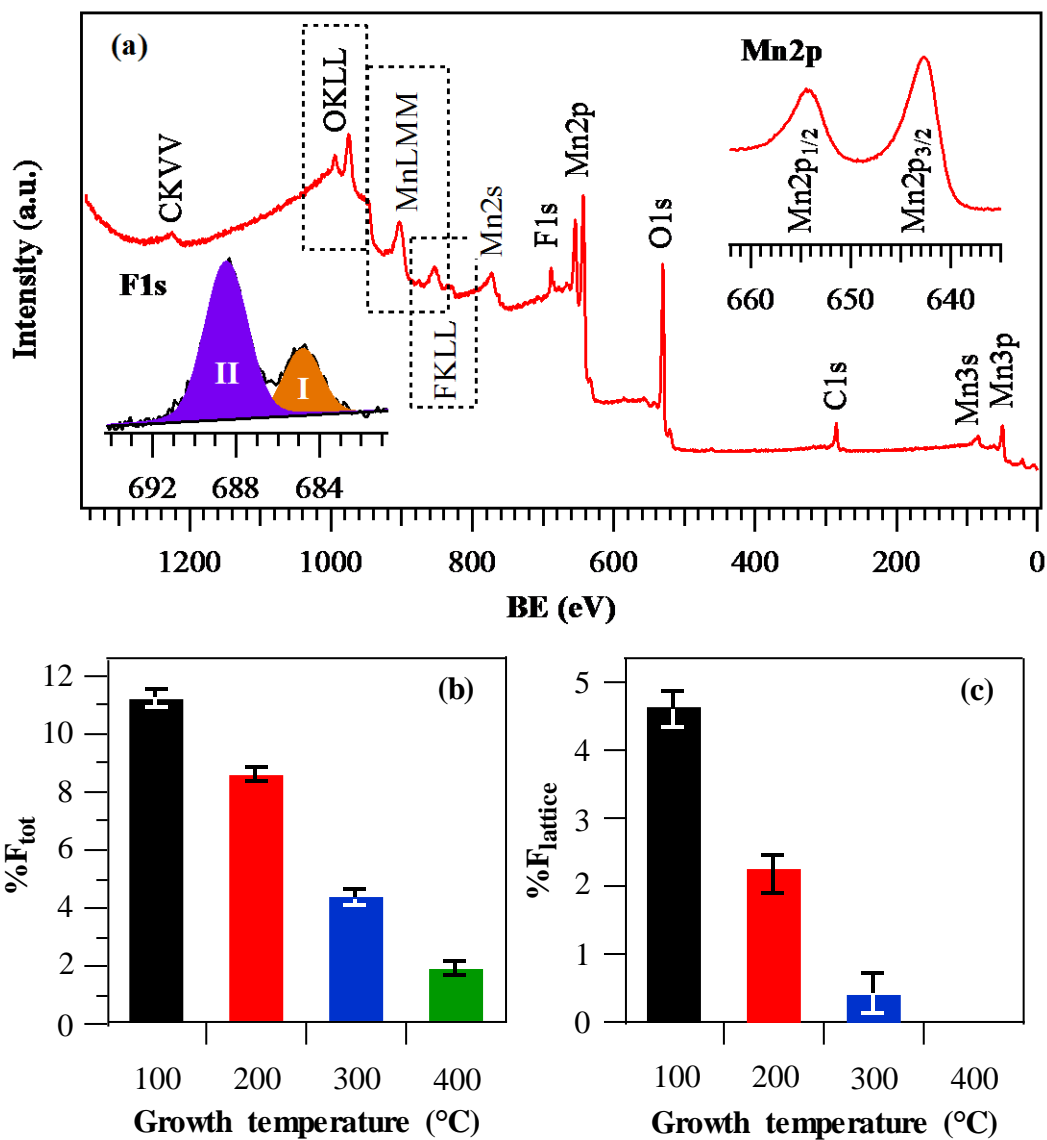 (a)
Intensity (a.u.)
CKVV
OKLL
MnLMM
FKLL
Mn2s
F1s
Mn2p
O1s
C1s
Mn3s
Mn3p
F1s
II
I
692 688 684
Mn2p
Mn2p1/2
Mn2p3/2
660 650 640
1200 1000 800 600 400 200 0
BE (eV)
(b)
%Ftot
12
10
8
6
4
2
0
100 200 300 400
Growth temperature (°C)
(c)
%Flattice
5
4
3
2
1
0
100 200 300 400
Growth temperature (°C)